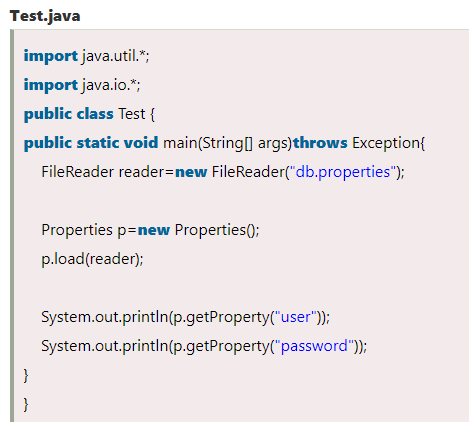 Test.java
import java.util.*;
import java.io.*;
public class Test {
public static void main(String[] args)throws Exception{
FileReader reader=new FileReader("db.properties");
Properties p=new Properties();
p.load(reader);
System.out.println(p.getProperty("user"));
System.out.println(p.getProperty("password"));
}
}